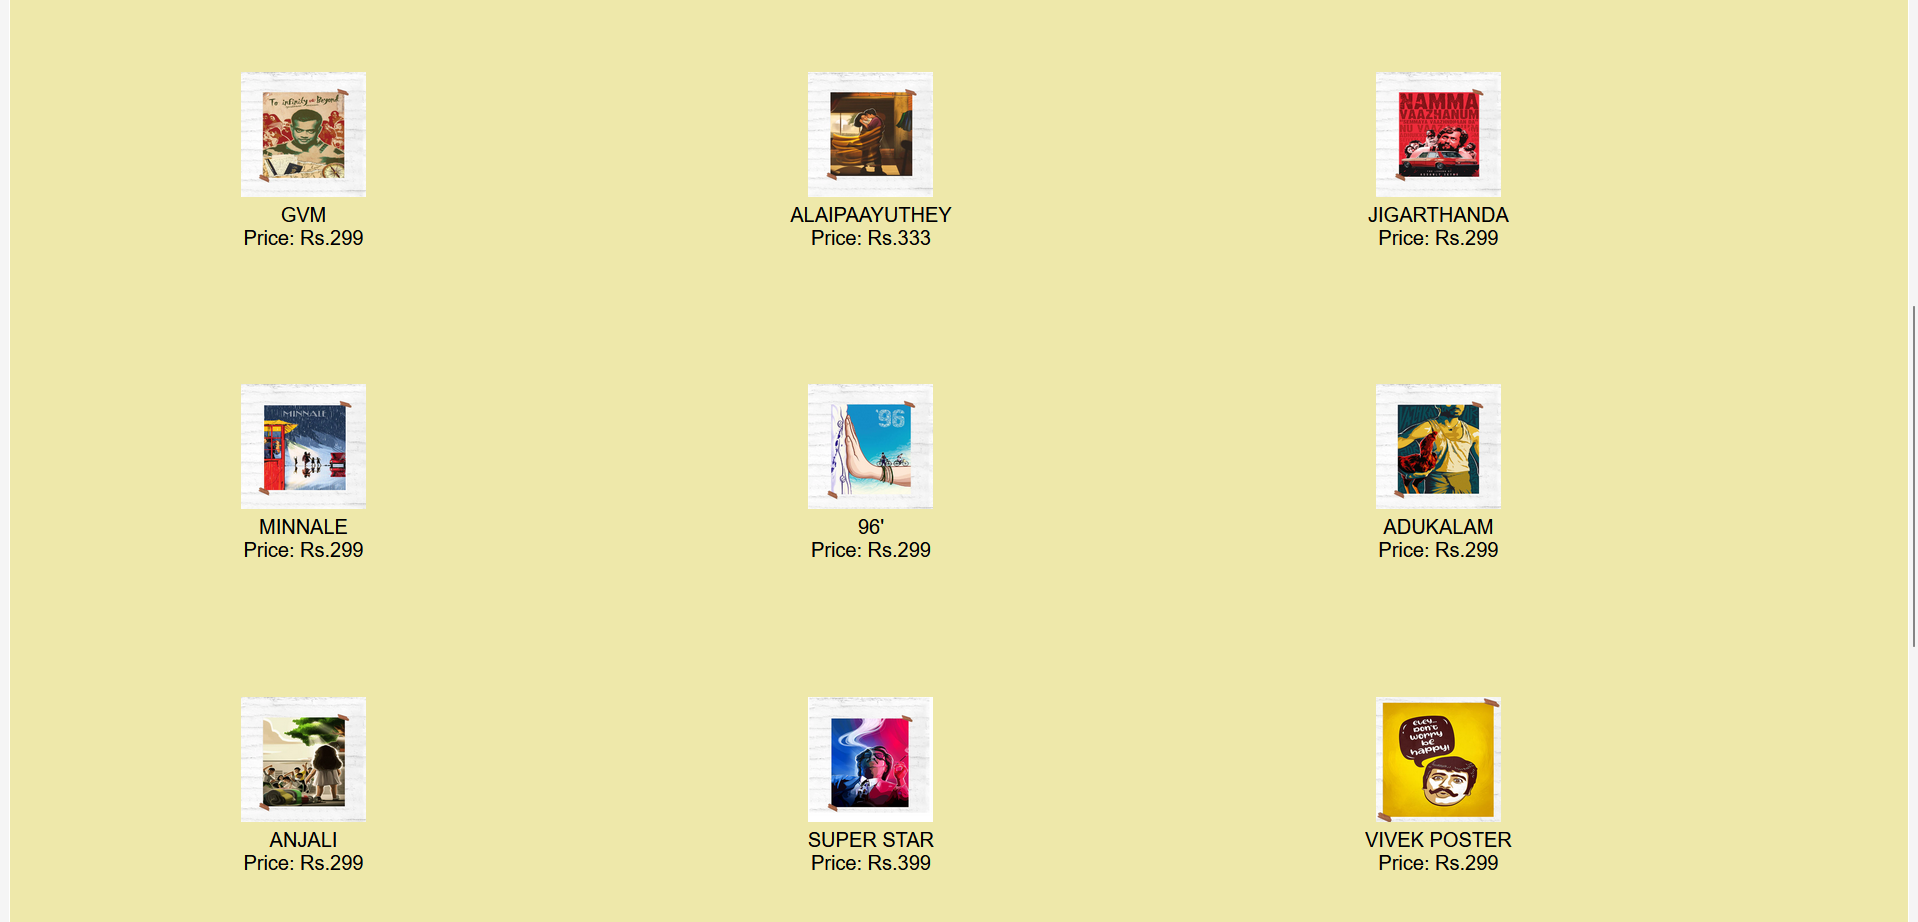 To infinity and Beyond
NAMMA
VAAZHANUM
GVM
Price: Rs.299
ALAIPAAYUTHEY
Price: Rs.333
JIGARTHANDA
Price: Rs.299
MINNALE
'96
MINNALE
Price: Rs.299
96'
Price: Rs.299
ADUKALAM
Price: Rs.299
Don't
worry
be
happy!
ANJALI
Price: Rs.299
SUPER STAR
Price: Rs.399
VIVEK POSTER
Price: Rs.299